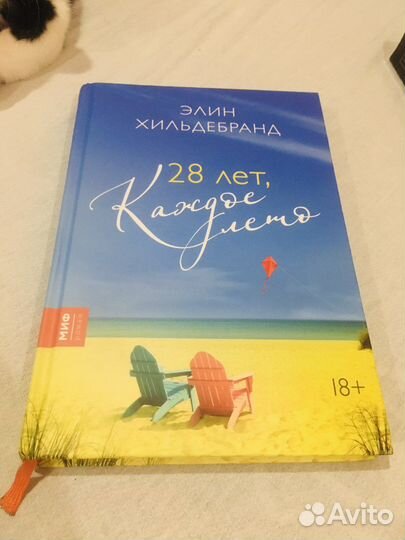 ЭЛИН
ХИЛЬДЕБРАНД
28 лет,
Каждое
лето
МИФ
18+
Avito